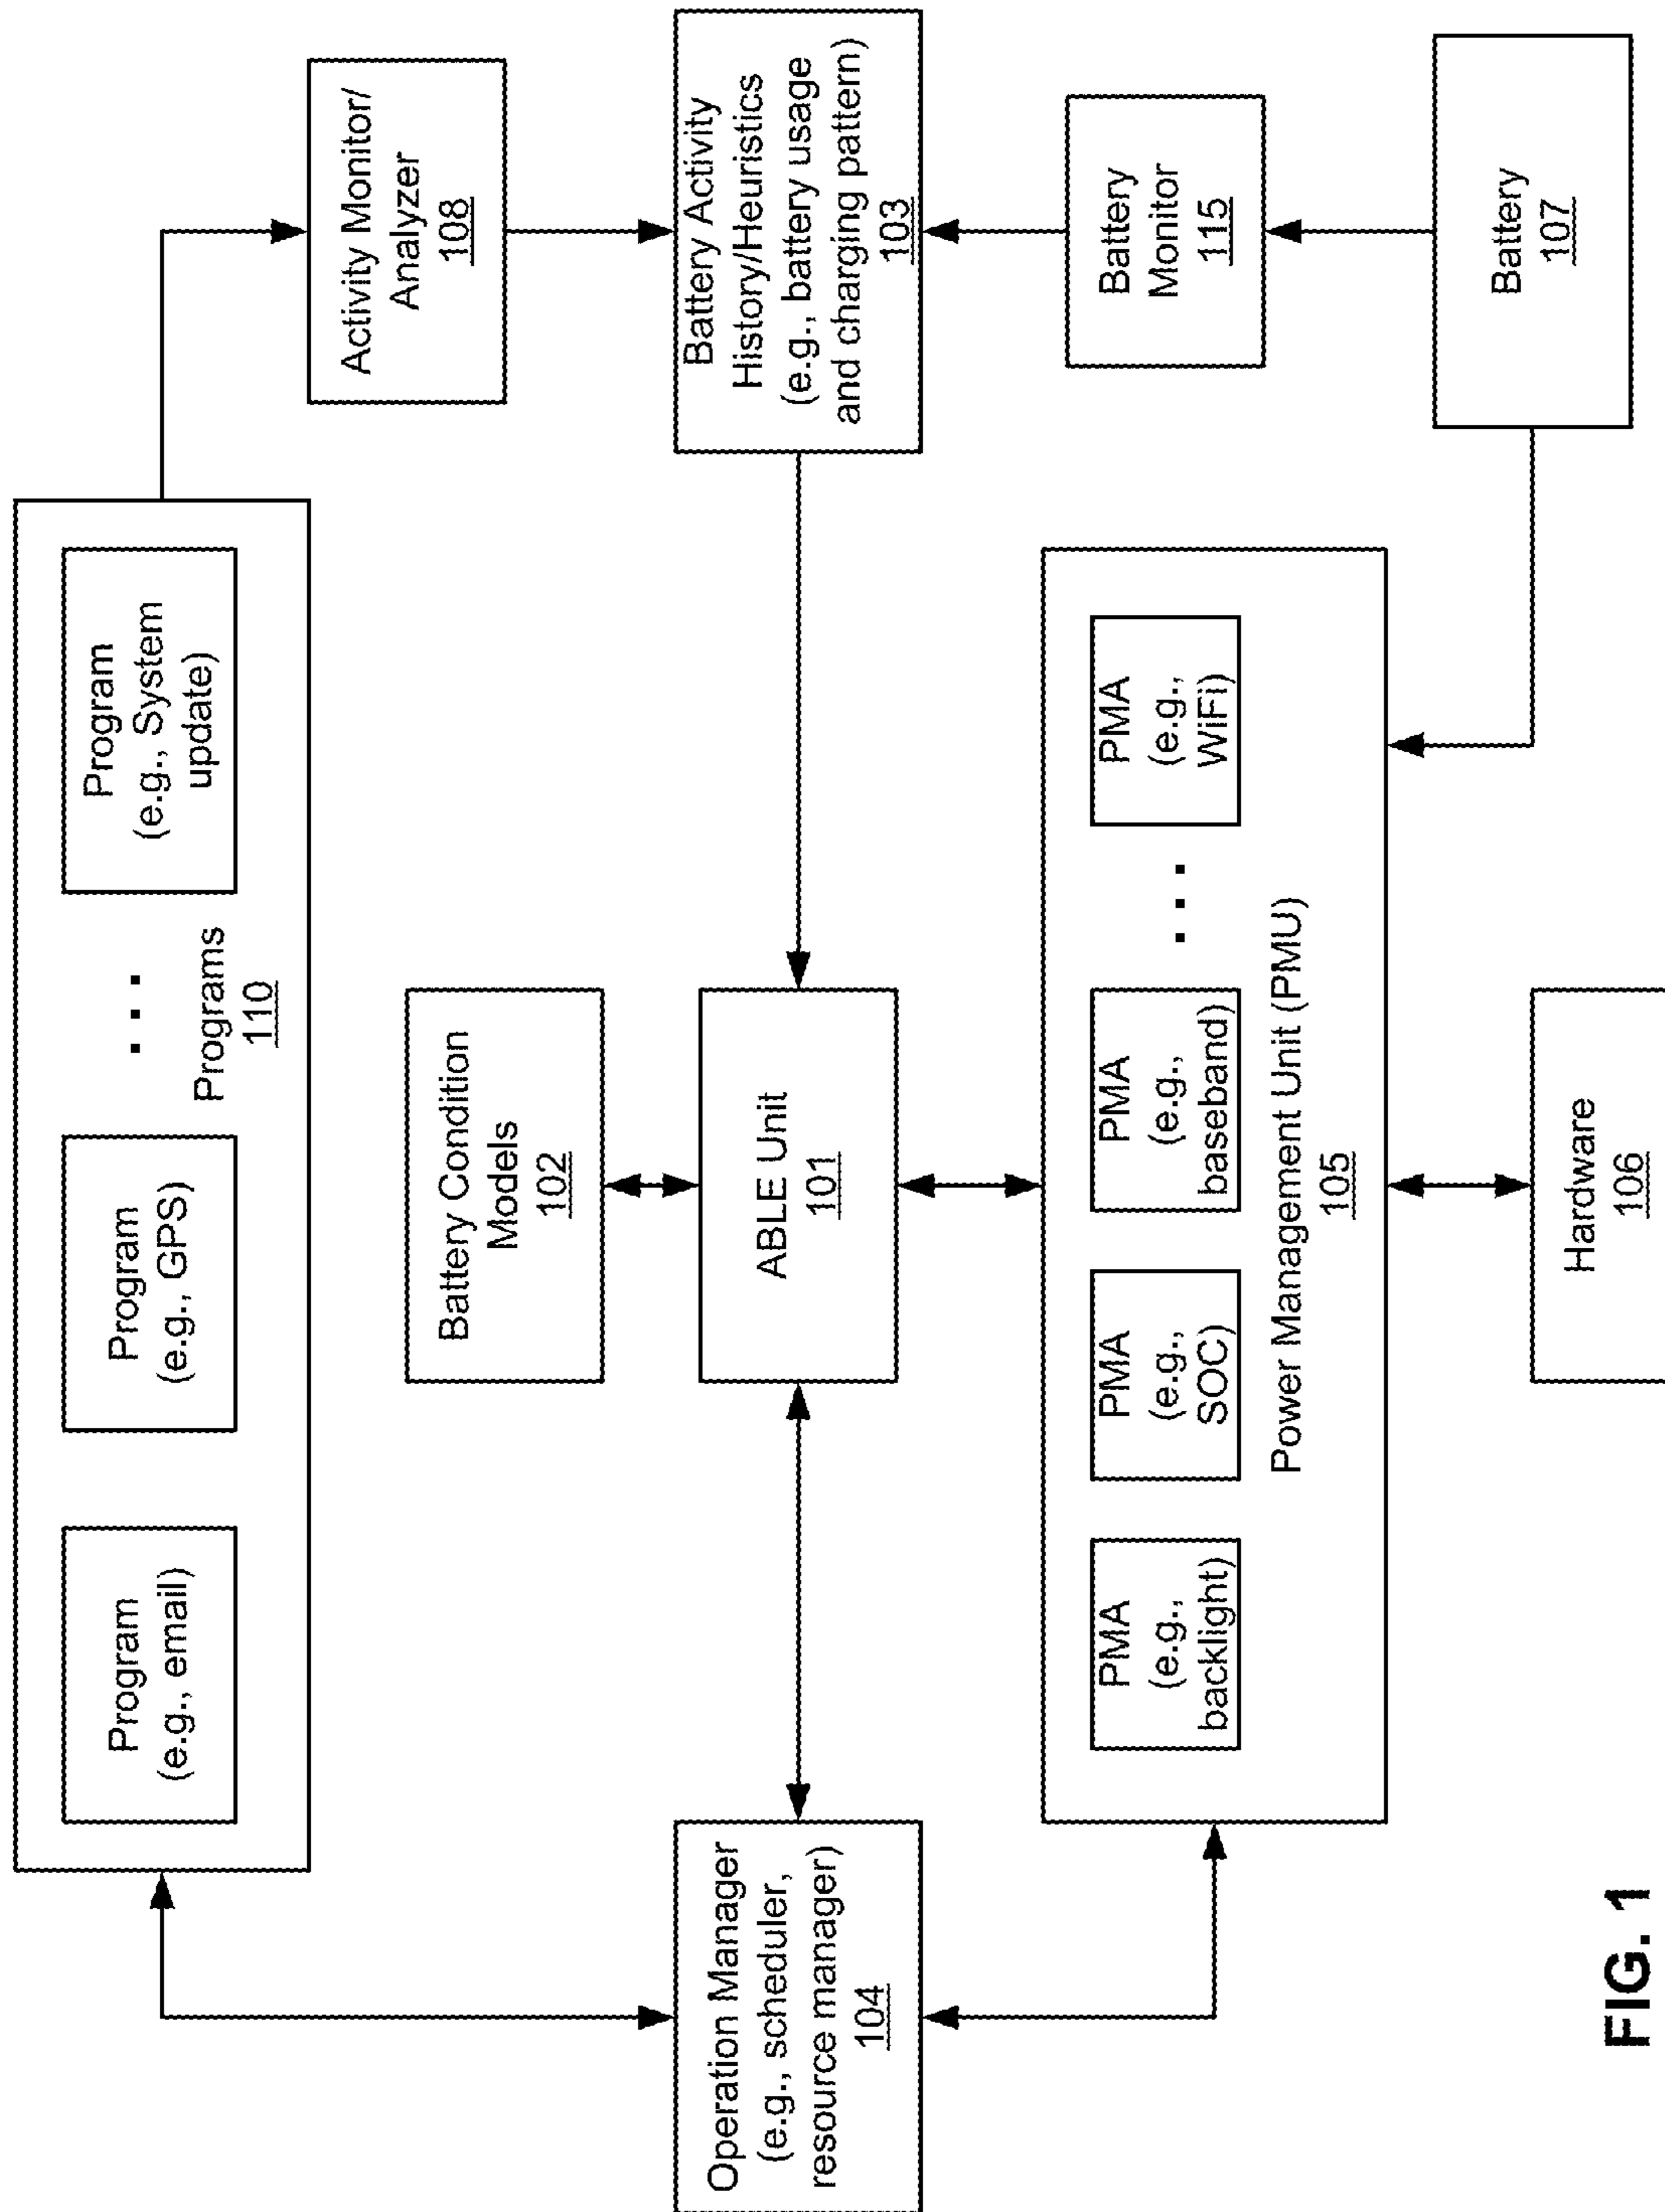 Program
(e.g., email)
Program
(e.g., GPS)
. . .
Programs
110
Program
(e.g., System
update)
Activity Monitor/
Analyzer
108
Operation Manager
(e.g., scheduler,
resource manager)
104
Battery Condition
Models
102
ABLE Unit
101
Battery Activity
History/Heuristics
(e.g., battery usage
and charging pattern)
103
Battery
Monitor
115
PMA
(e.g.,
backlight)
PMA
(e.g.,
SOC)
PMA
(e.g.,
baseband)
. . .
PMA
(e.g.,
WiFi)
Power Management Unit (PMU)
105
Hardware
106
Battery
107
FIG. 1